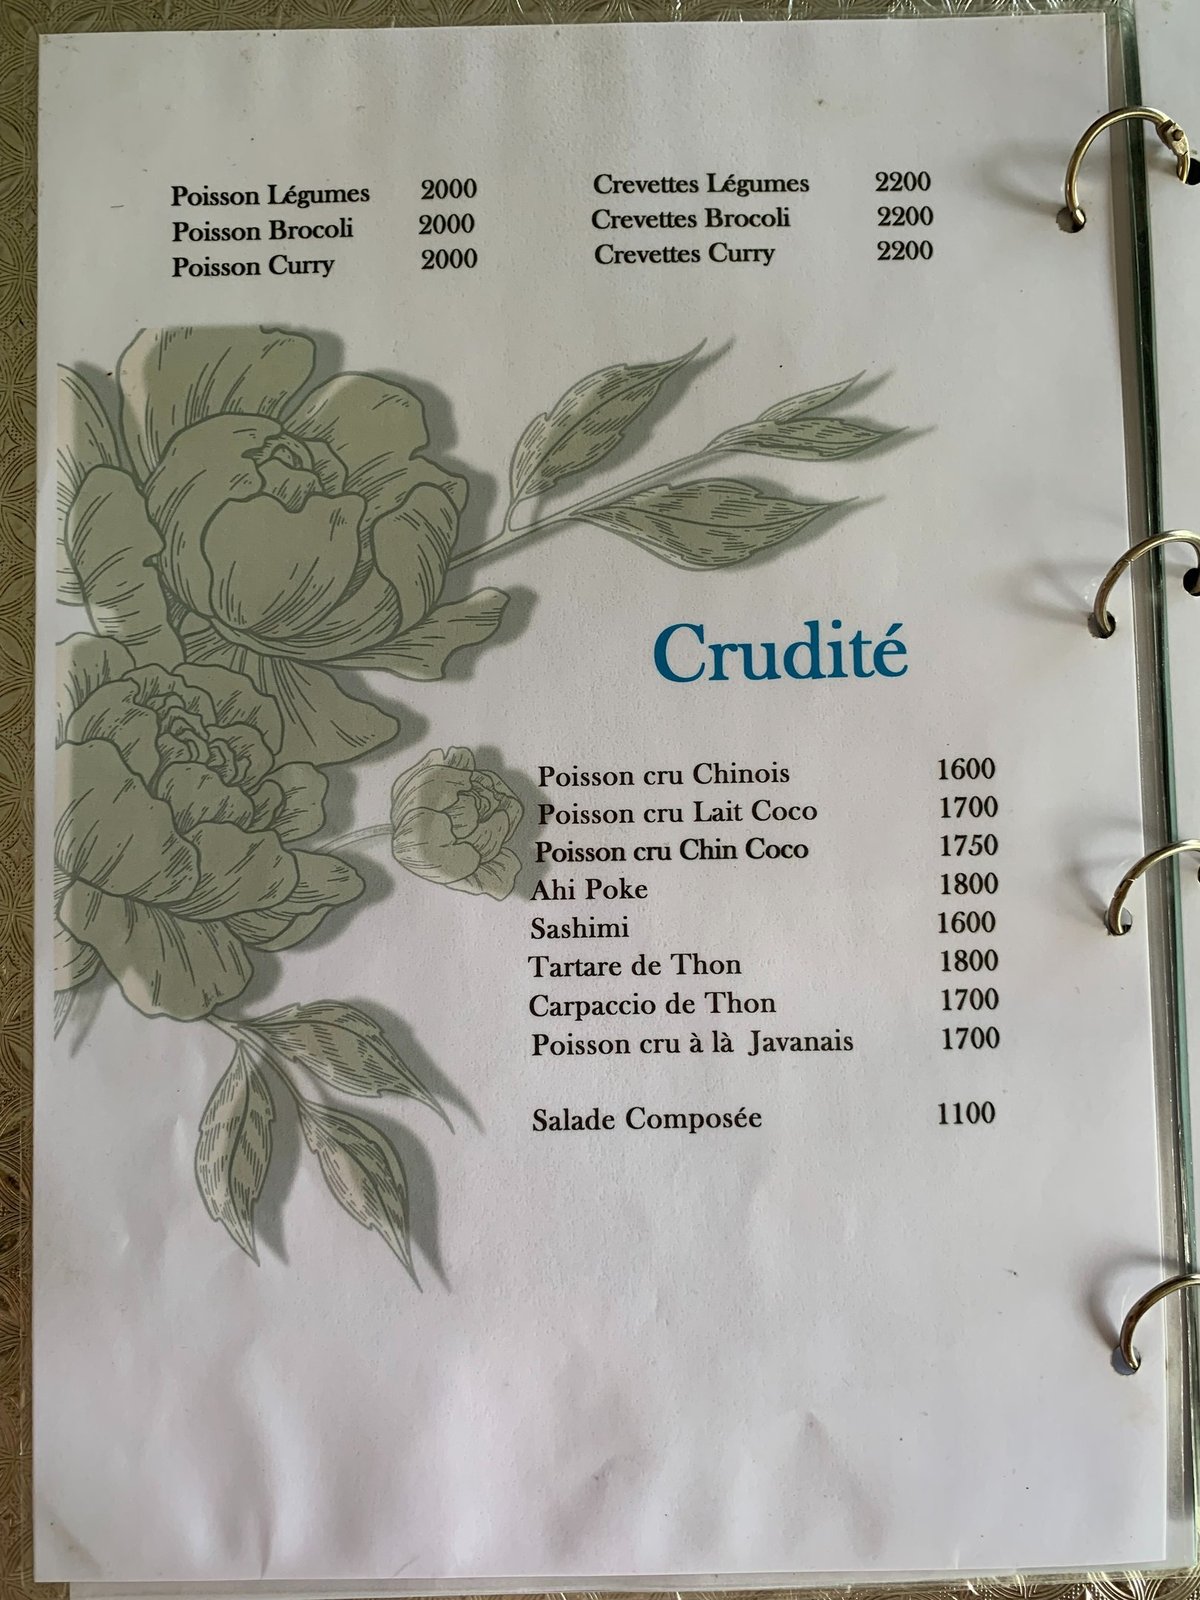 Poisson Légumes 2000 Crevettes Légumes 2200
Poisson Brocoli 2000 Crevettes Brocoli 2200
Poisson Curry 2000 Crevettes Curry 2200
Crudité
Poisson cru Chinois 1600
Poisson cru Lait Coco 1700
Poisson cru Chin Coco 1750
Ahi Poke 1800
Sashimi 1600
Tartare de Thon 1800
Carpaccio de Thon 1700
Poisson cru à là Javanais 1700
Salade Composée 1100